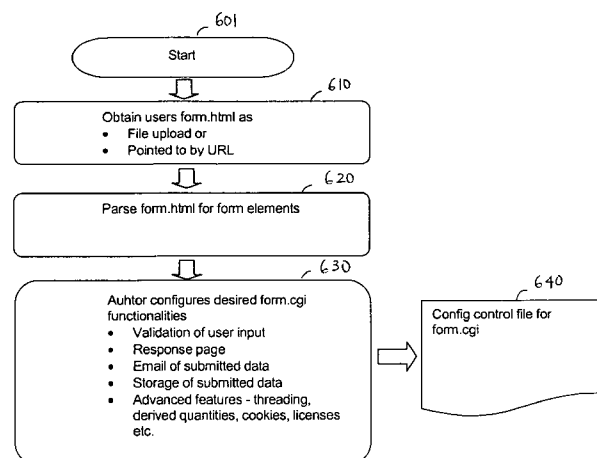 601
Start
610
Obtain users form.html as
• File upload or
• Pointed to by URL
620
Parse form.html for form elements
630
Auhtor configures desired form.cgi
functionalities
• Validation of user input
• Response page
• Email of submitted data
• Storage of submitted data
• Advanced features - threading,
derived quantities, cookies, licenses
etc.
640
Config control file for
form.cgi